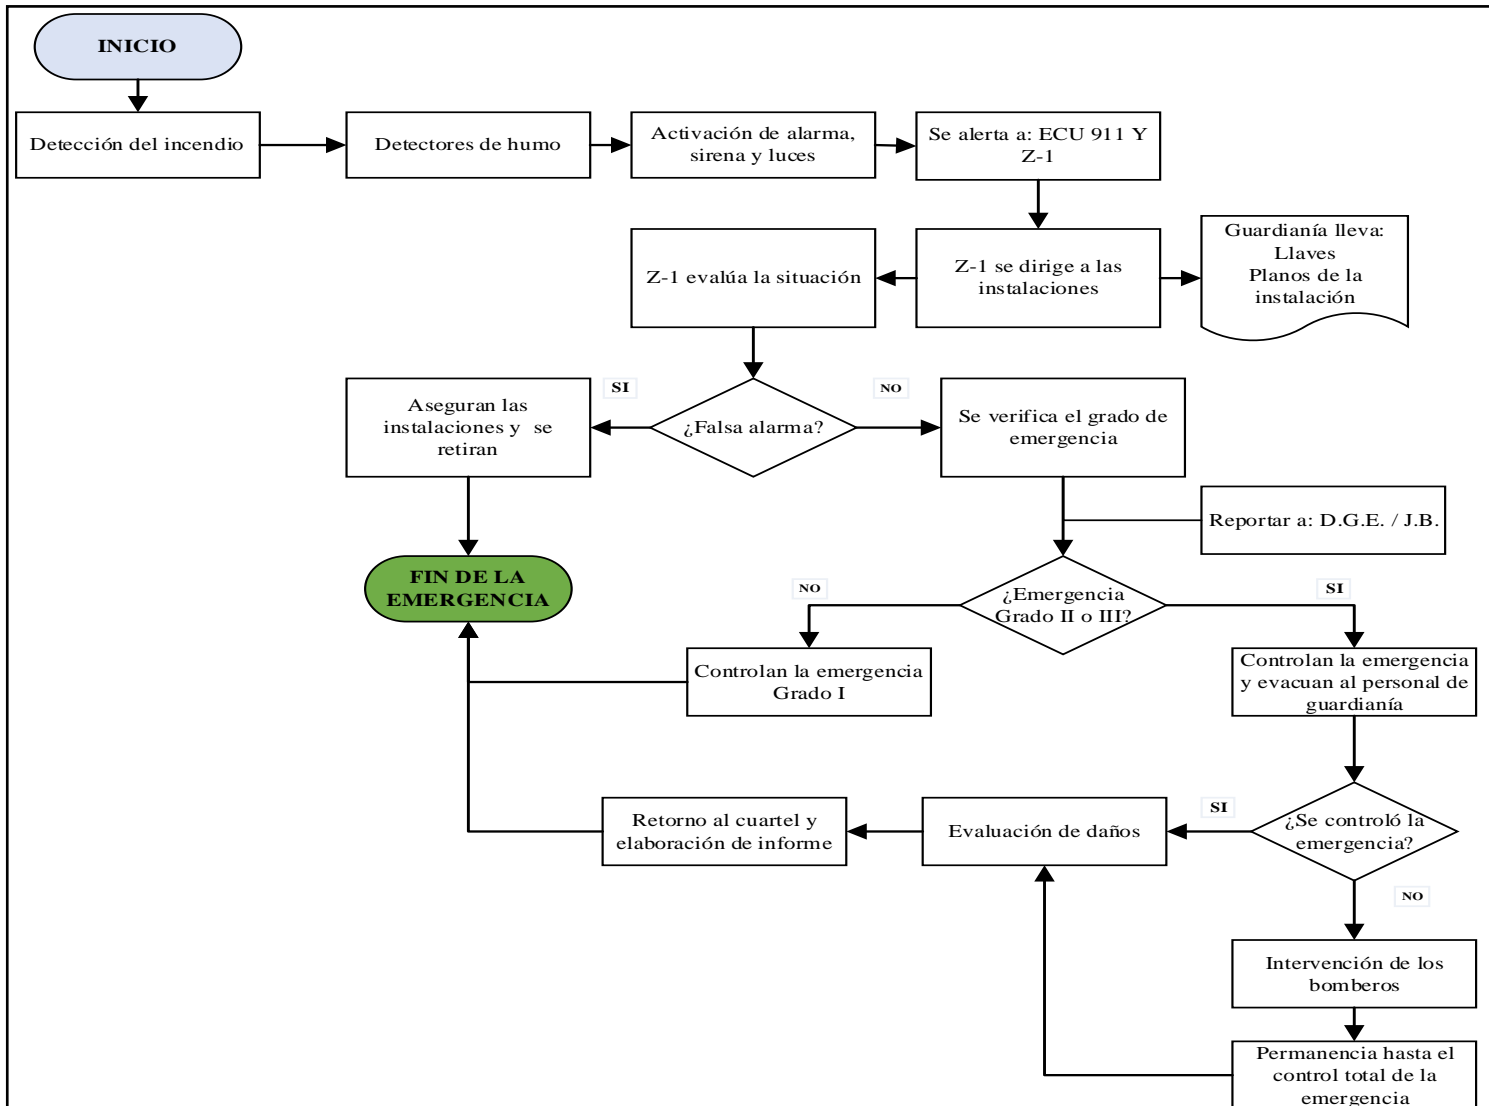 INICIO
Detección del incendio
Detectores de humo
Activación de alarma,
sirena y luces
Se alerta a: ECU 911 Y
Z-1
Guardianía lleva:
Llaves
Planos de la
instalación
Z-1 se dirige a las
instalaciones
Z-1 evalúa la situación
SI
NO
Aseguran las
instalaciones y se
retiran
¿Falsa alarma?
Se verifica el grado de
emergencia
Reportar a: D.G.E. / J.B.
FIN DE LA
EMERGENCIA
NO
¿Emergencia
Grado II o III?
SI
Controlan la emergencia
Grado I
Controlan la emergencia
y evacuan al personal de
guardianía
Retorno al cuartel y
elaboración de informe
Evaluación de daños
SI
¿Se controló la
emergencia?
NO
Intervención de los
bomberos
Permanencia hasta el
control total de la
emergencia